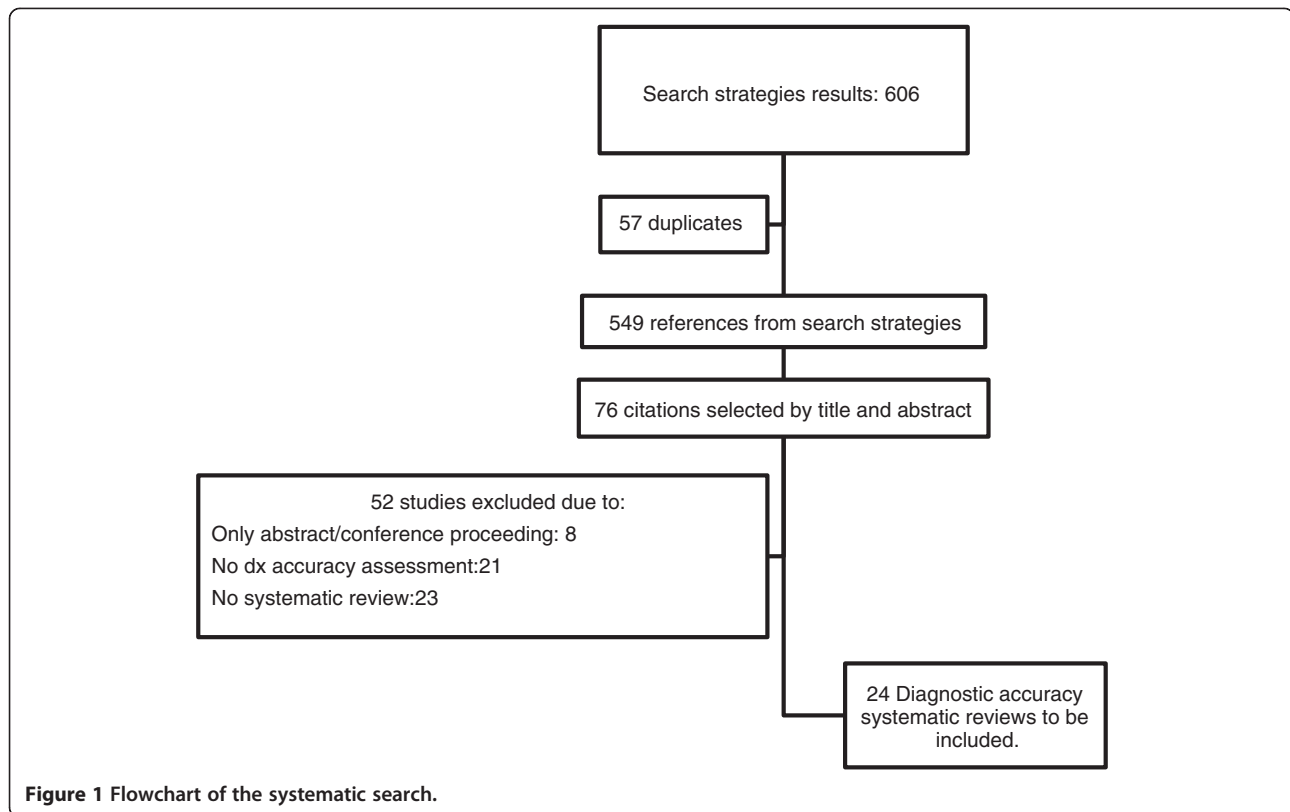 Search strategies results: 606
57 duplicates
549 references from search strategies
76 citations selected by title and abstract
52 studies excluded due to:
Only abstract/conference proceeding: 8
No dx accuracy assessment:21
No systematic review:23
24 Diagnostic accuracy
systematic reviews to be
included.
Figure 1 Flowchart of the systematic search.